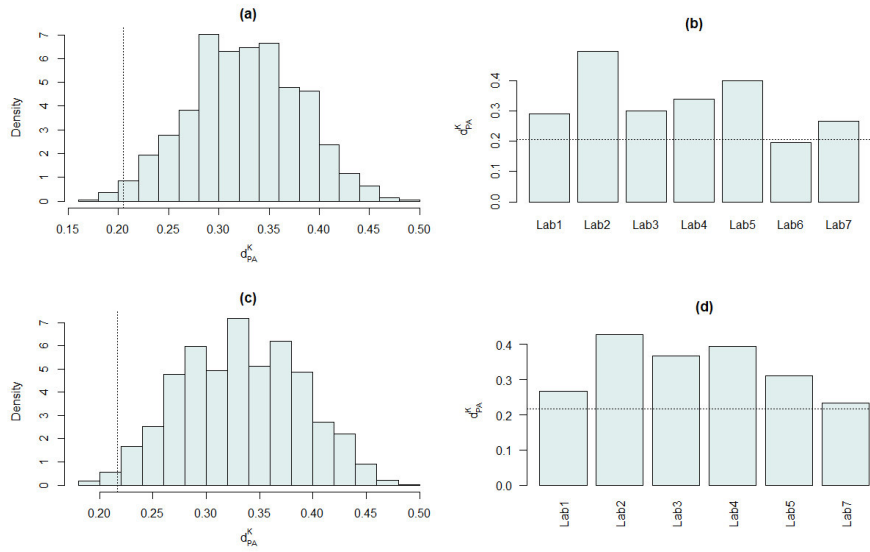 (a)
Density
0 1 2 3 4 5 6 7
0.15 0.20 0.25 0.30 0.35 0.40 0.45 0.50
d_PA^K
(b)
d_PA^K
0.0 0.1 0.2 0.3 0.4
Lab1 Lab2 Lab3 Lab4 Lab5 Lab6 Lab7
(c)
Density
0 1 2 3 4 5 6 7
0.20 0.25 0.30 0.35 0.40 0.45 0.50
d_PA^K
(d)
d_PA^K
0.0 0.1 0.2 0.3 0.4
Lab1 Lab2 Lab3 Lab4 Lab5 Lab7